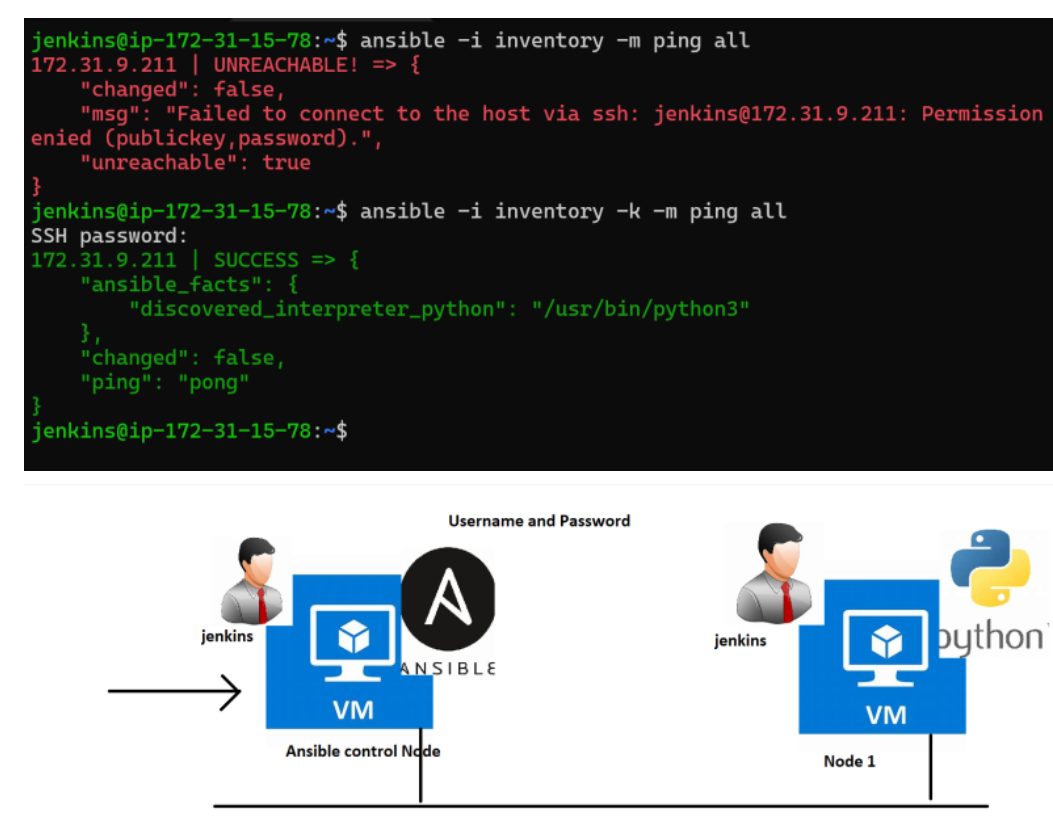 jenkins@ip-172-31-15-78:~$ ansible -i inventory -m ping all
172.31.9.211 | UNREACHABLE! => {
    "changed": false,
    "msg": "Failed to connect to the host via ssh: jenkins@172.31.9.211: Permission
enied (publickey,password).",
    "unreachable": true
}
jenkins@ip-172-31-15-78:~$ ansible -i inventory -k -m ping all
SSH password:
172.31.9.211 | SUCCESS => {
    "ansible_facts": {
        "discovered_interpreter_python": "/usr/bin/python3"
    },
    "changed": false,
    "ping": "pong"
}
jenkins@ip-172-31-15-78:~$
Username and Password
jenkins
ANSIBLE
VM
Ansible control Node
jenkins
python
VM
Node 1